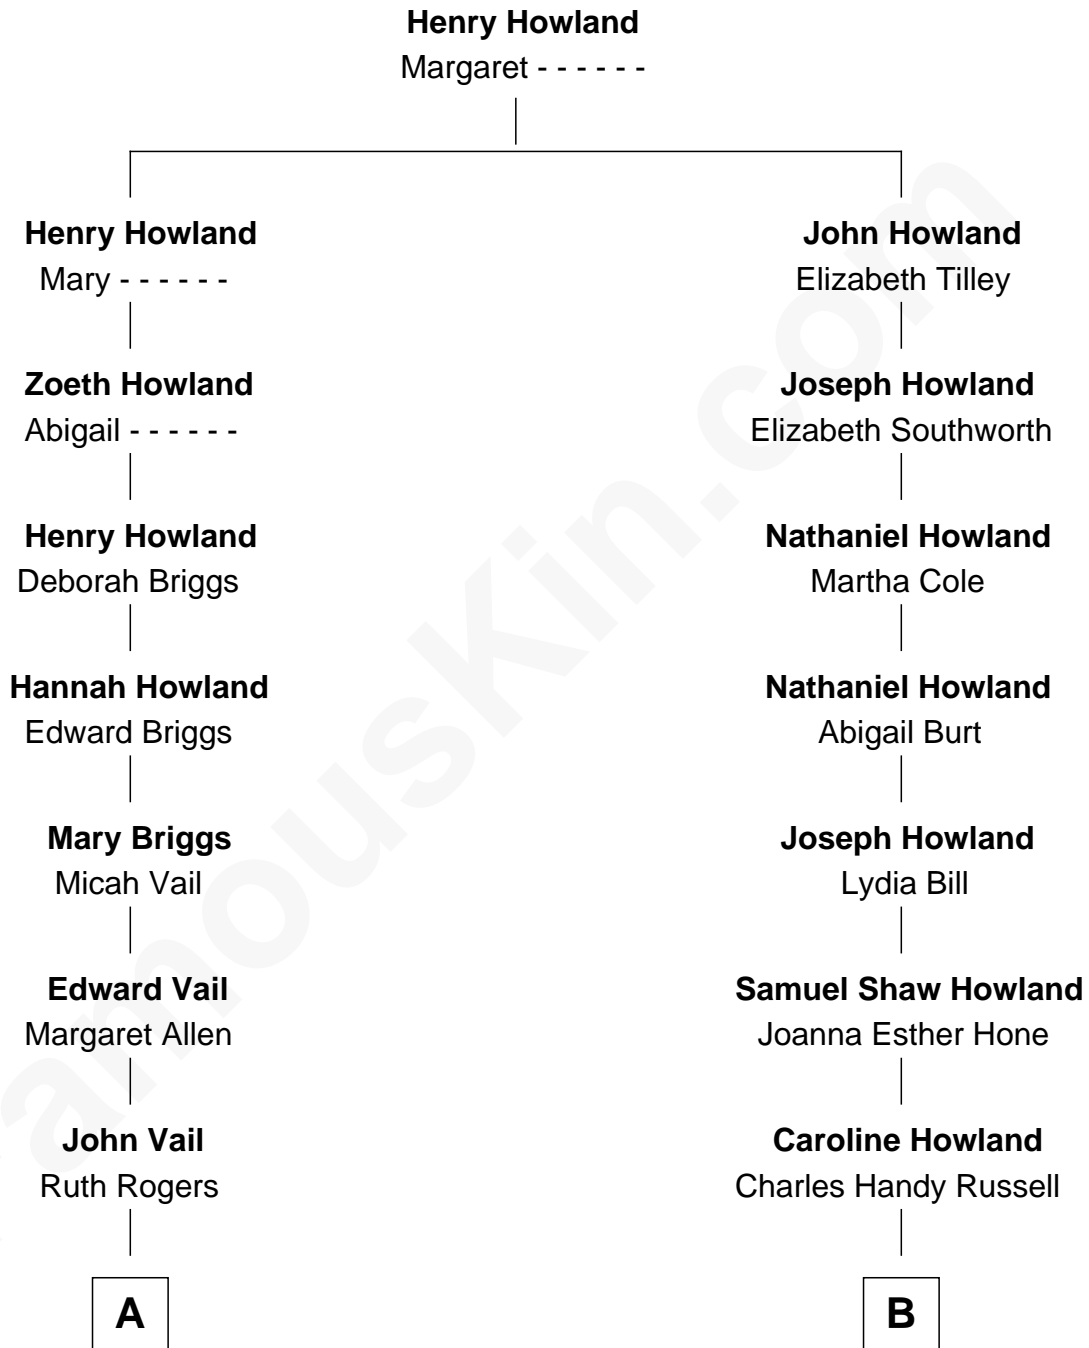 Henry Howland
Margaret - - - - - -
Henry Howland
Mary - - - - - -
John Howland
Elizabeth Tilley
Zoeth Howland
Abigail - - - - - -
Joseph Howland
Elizabeth Southworth
Henry Howland
Deborah Briggs
Nathaniel Howland
Martha Cole
Hannah Howland
Edward Briggs
Nathaniel Howland
Abigail Burt
Mary Briggs
Micah Vail
Joseph Howland
Lydia Bill
Edward Vail
Margaret Allen
Samuel Shaw Howland
Joanna Esther Hone
John Vail
Ruth Rogers
Caroline Howland
Charles Handy Russell
A
B
amousKin.com